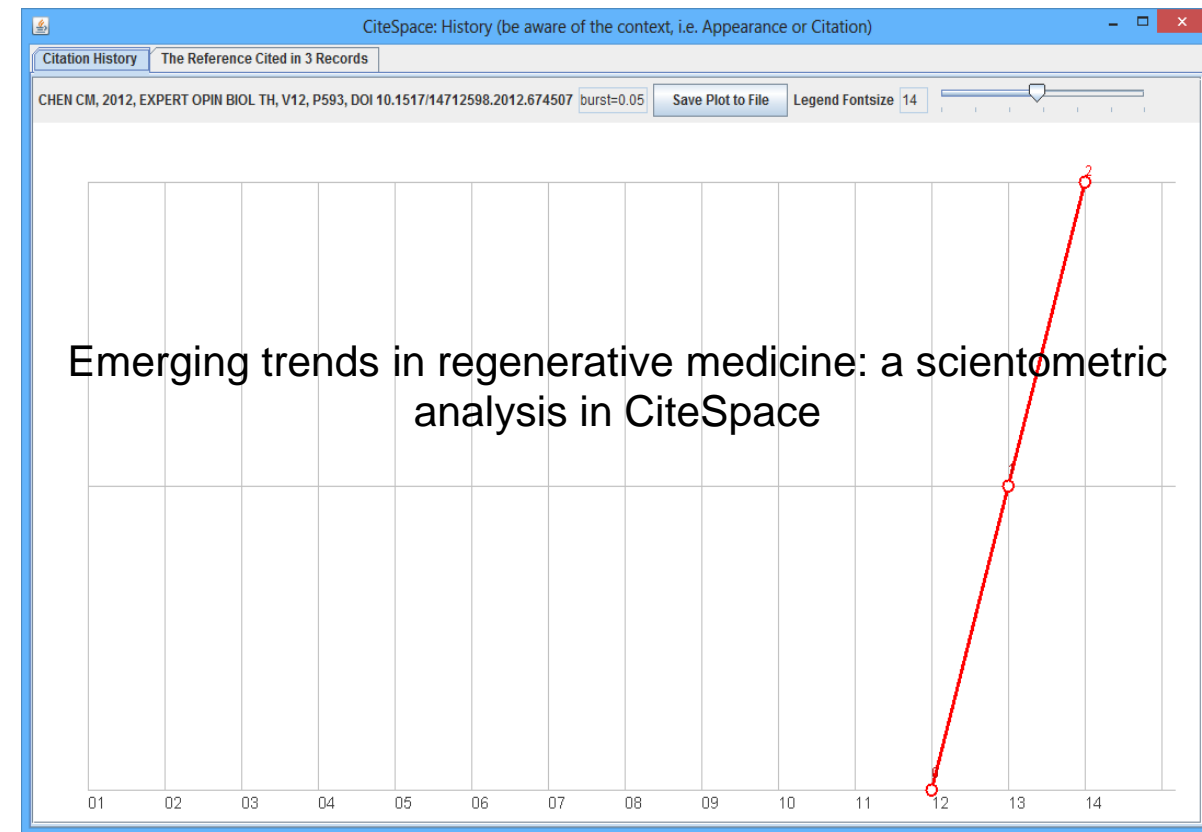 CiteSpace: History (be aware of the context, i.e. Appearance or Citation)
Citation History The Reference Cited in 3 Records
CHEN CM, 2012, EXPERT OPIN BIOL TH, V12, P593, DOI 10.1517/14712598.2012.674507 burst=0.05 Save Plot to File Legend Fontsize 14
2
Emerging trends in regenerative medicine: a scientometric
analysis in CiteSpace
01 02 03 04 05 06 07 08 09 10 11 12 13 14